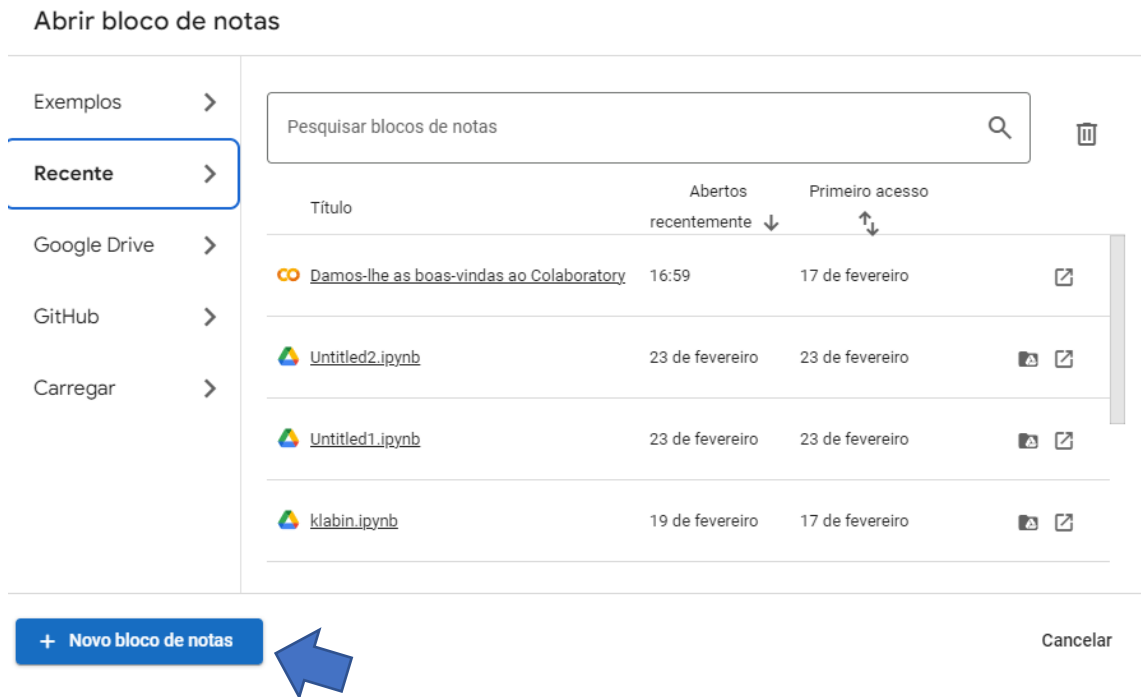 Abrir bloco de notas
Exemplos
Recente
Google Drive
GitHub
Carregar
Pesquisar blocos de notas
Título
Abertos
recentemente
Primeiro acesso
CO Damos-lhe as boas-vindas ao Colaboratory 16:59 17 de fevereiro
Untitled2.ipynb 23 de fevereiro 23 de fevereiro
Untitled1.ipynb 23 de fevereiro 23 de fevereiro
klabin.ipynb 19 de fevereiro 17 de fevereiro
+ Novo bloco de notas
Cancelar